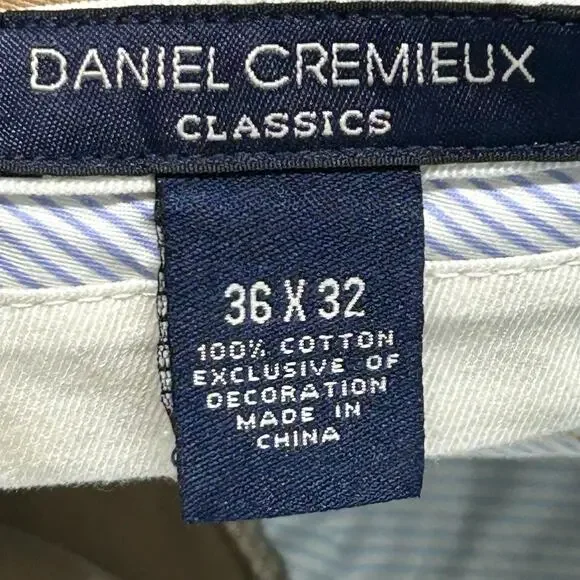 DANIEL CREMIEUX
CLASSICS
36 X 32
100% COTTON
EXCLUSIVE OF
DECORATION
MADE IN
CHINA